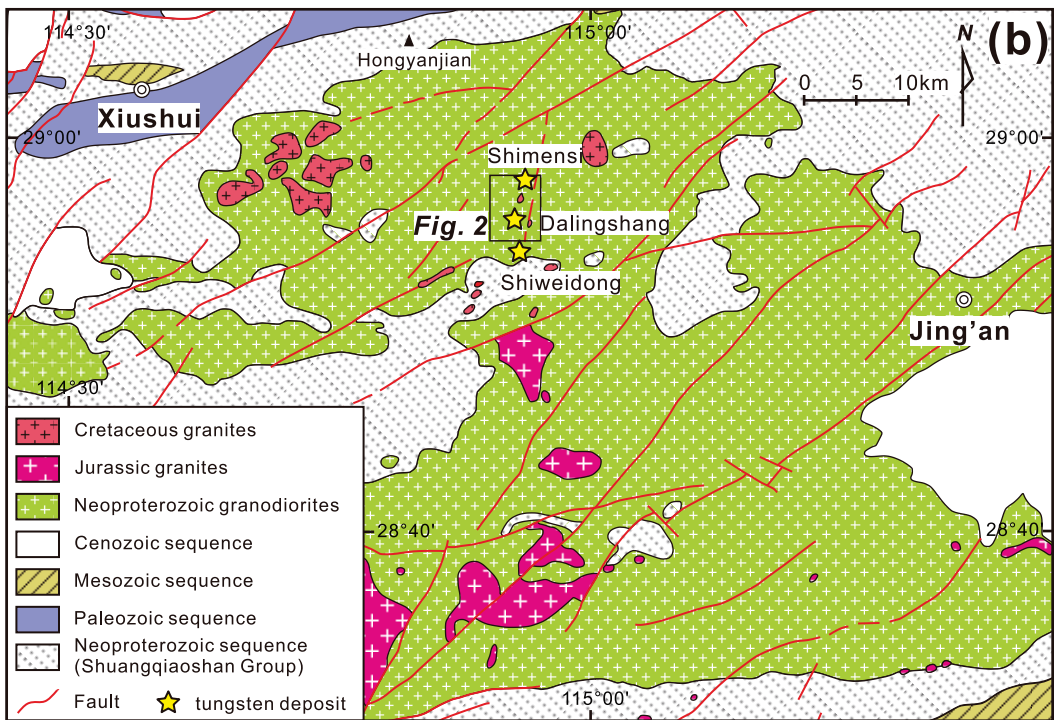 114°30'
115°00'
N
(b)
Hongyanjian
0 5 10km
Xiushui
29°00'
29°00'
Shimensi
Fig. 2
Dalingshang
Shiweidong
Jing'an
114°30'
Cretaceous granites
Jurassic granites
Neoproterozoic granodiorites
Cenozoic sequence
Mesozoic sequence
Paleozoic sequence
Neoproterozoic sequence
(Shuangqiaoshan Group)
Fault
tungsten deposit
28°40'
28°40'
115°00'